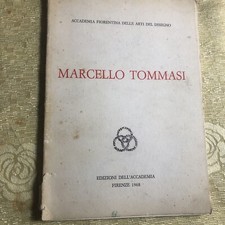 ACCADEMIA FIORENTINA DELLE ARTI DEL DISEGNO
MARCELLO TOMMASI
EDIZIONI DELL'ACCADEMIA
FIRENZE 1968